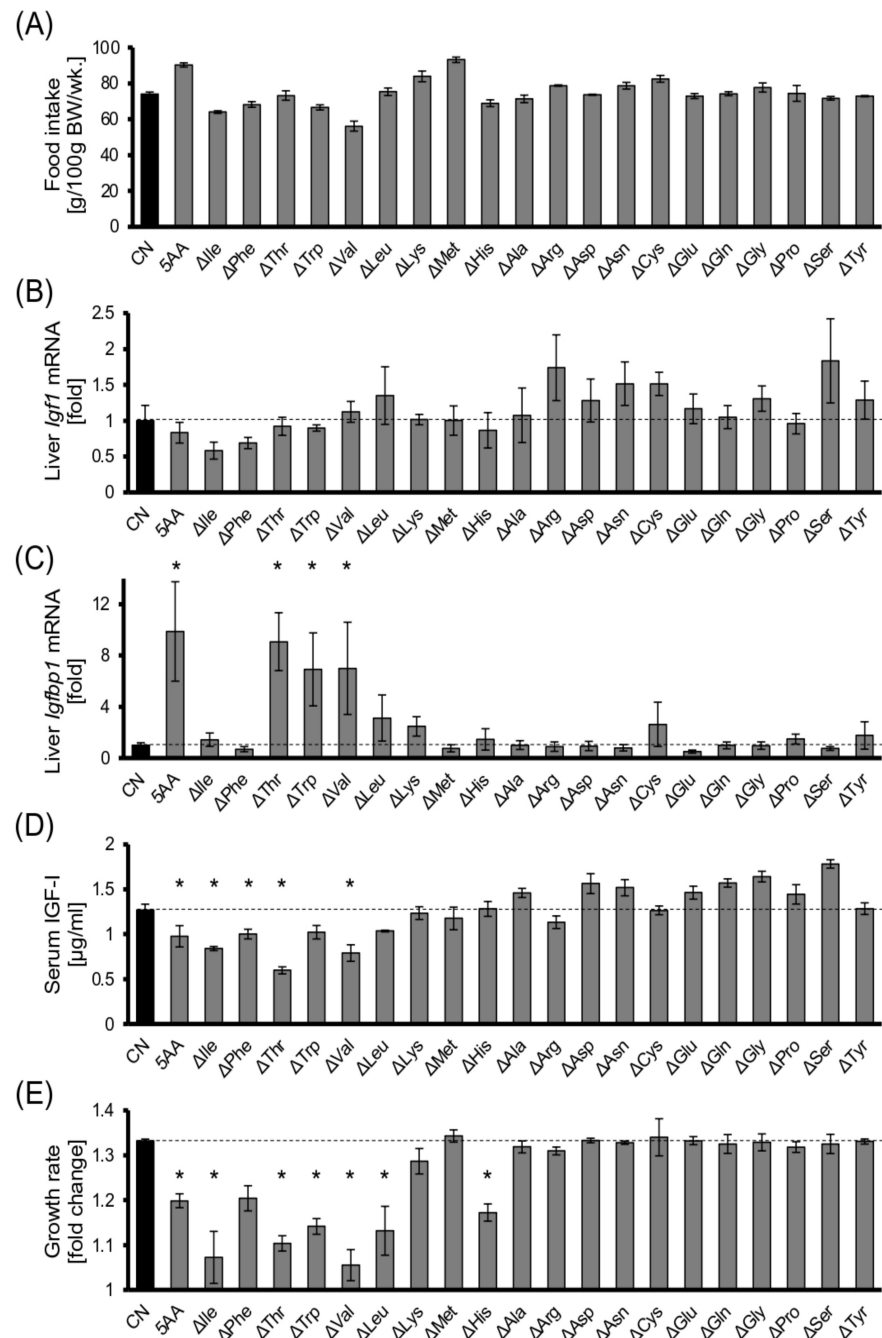 (A)
Food intake
[g/100g BW/wk.]
100
80
60
40
20
0
CN 5AA ΔIle ΔPhe ΔThr ΔTrp ΔVal ΔLeu ΔLys ΔMet ΔHis ΔAla ΔArg ΔAsp ΔAsn ΔCys ΔGlu ΔGln ΔGly ΔPro ΔSer ΔTyr
(B)
Liver Igf1 mRNA
[fold]
2.5
2
1.5
1
0.5
0
CN 5AA ΔIle ΔPhe ΔThr ΔTrp ΔVal ΔLeu ΔLys ΔMet ΔHis ΔAla ΔArg ΔAsp ΔAsn ΔCys ΔGlu ΔGln ΔGly ΔPro ΔSer ΔTyr
(C)
Liver Igfbp1 mRNA
[fold]
12
8
4
0
* * * *
CN 5AA ΔIle ΔPhe ΔThr ΔTrp ΔVal ΔLeu ΔLys ΔMet ΔHis ΔAla ΔArg ΔAsp ΔAsn ΔCys ΔGlu ΔGln ΔGly ΔPro ΔSer ΔTyr
(D)
Serum IGF-I
[μg/ml]
2
1.5
1
0.5
0
* * * * *
CN 5AA ΔIle ΔPhe ΔThr ΔTrp ΔVal ΔLeu ΔLys ΔMet ΔHis ΔAla ΔArg ΔAsp ΔAsn ΔCys ΔGlu ΔGln ΔGly ΔPro ΔSer ΔTyr
(E)
Growth rate
[fold change]
1.4
1.3
1.2
1.1
1
* * * * * * *
CN 5AA ΔIle ΔPhe ΔThr ΔTrp ΔVal ΔLeu ΔLys ΔMet ΔHis ΔAla ΔArg ΔAsp ΔAsn ΔCys ΔGlu ΔGln ΔGly ΔPro ΔSer ΔTyr